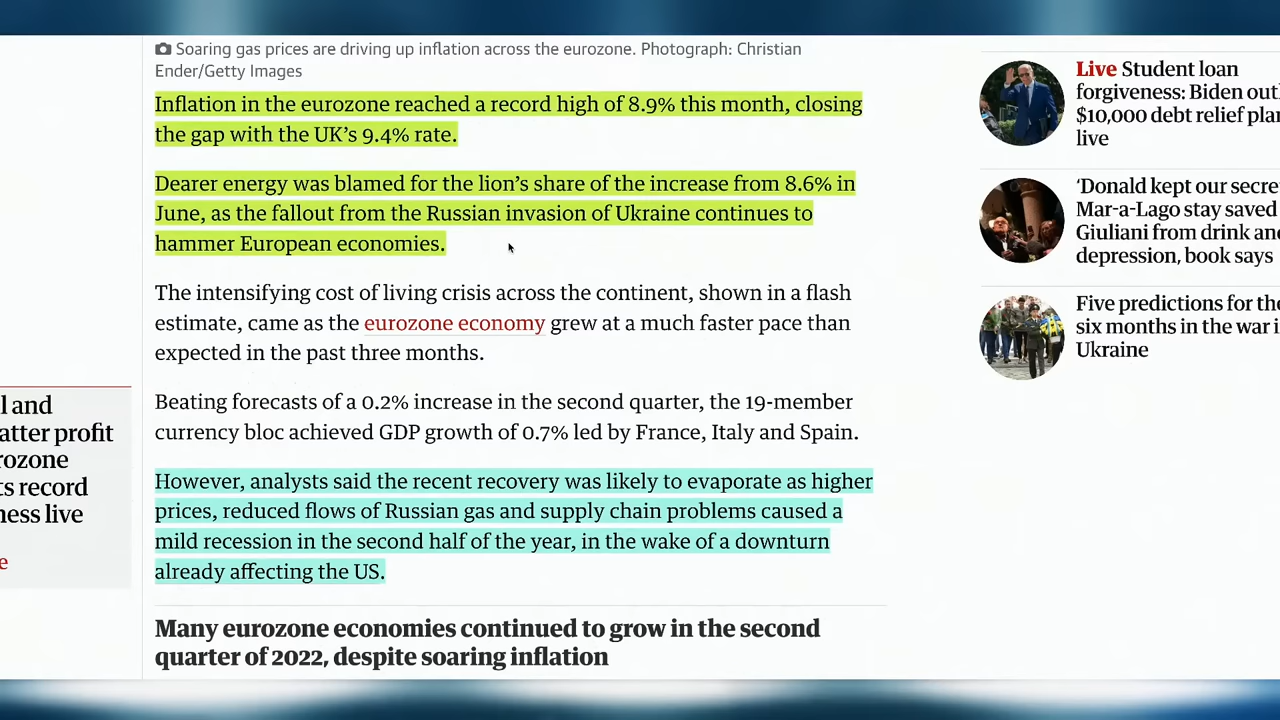 Soaring gas prices are driving up inflation across the eurozone. Photograph: Christian
Ender/Getty Images
Inflation in the eurozone reached a record high of 8.9% this month, closing
the gap with the UK’s 9.4% rate.
Dearer energy was blamed for the lion’s share of the increase from 8.6% in
June, as the fallout from the Russian invasion of Ukraine continues to
hammer European economies.
The intensifying cost of living crisis across the continent, shown in a flash
estimate, came as the eurozone economy grew at a much faster pace than
expected in the past three months.
Beating forecasts of a 0.2% increase in the second quarter, the 19-member
currency bloc achieved GDP growth of 0.7% led by France, Italy and Spain.
However, analysts said the recent recovery was likely to evaporate as higher
prices, reduced flows of Russian gas and supply chain problems caused a
mild recession in the second half of the year, in the wake of a downturn
already affecting the US.
Many eurozone economies continued to grow in the second
quarter of 2022, despite soaring inflation
l and
atter profit
rozone
ts record
ness live
e
Live Student loan
forgiveness: Biden out
$10,000 debt relief pla
live
‘Donald kept our secre
Mar-a-Lago stay saved
Giuliani from drink and
depression, book says
Five predictions for the
six months in the war i
Ukraine